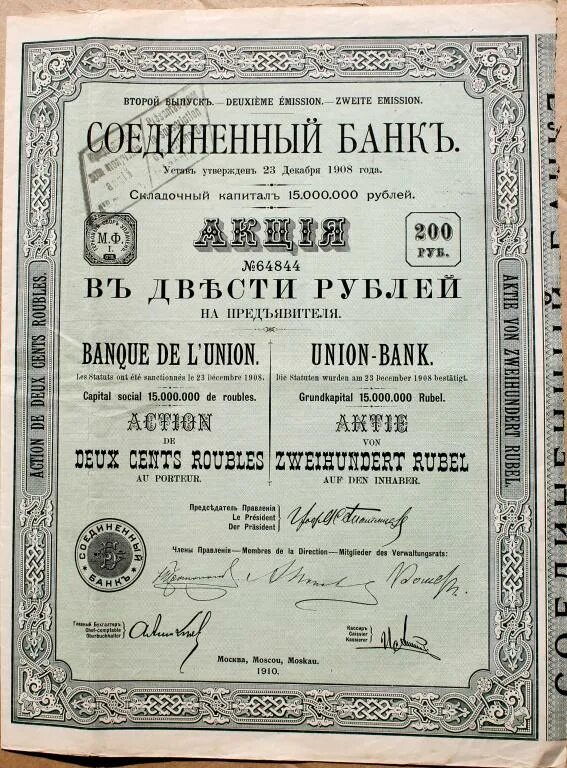 ВТОРОЙ ВЫПУСКЪ.—DEUXIÈME ÉMISSION.—ZWEITE EMISSION.
СОЕДИНЕННЫЙ БАНКЪ.
Уставъ утвержденъ 23 Декабря 1908 года.
Складочный капиталъ 15.000.000 рублей.
М.Ф.
I.
АКЦІЯ
200
РУБ.
№64844
ВЪ ДВѢСТИ РУБЛЕЙ
НА ПРЕДЪЯВИТЕЛЯ.
BANQUE DE L'UNION.
Les Statuts ont été sanctionnés le 23 Décembre 1908.
Capital social 15.000.000 de roubles.
ACTION
DE
DEUX CENTS ROUBLES
AU PORTEUR.
UNION-BANK.
Die Statuten wurden am 23 December 1908 bestätigt.
Grundkapital 15.000.000 Rubel.
AKTIE
VON
ZWEIHUNDERT RUBEL
AUF DEN INHABER.
Предсѣдатель Правленія
Le Président
Der Präsident
Члены Правленія—Membres de la Direction—Mitglieder des Verwaltungsrats:
СОЕДИНЕННЫЙ
БАНКЪ
Главный Бухгалтеръ
Chef-comptable
Oberbuchhalter
Кассиръ
Caissier
Kassierer
Москва, Moscou, Moskau.
1910.
ACTION DE DEUX CENTS ROUBLES.
AKTIE VON ZWEIHUNDERT RUBEL.
СОЕДИНЕННЫЙ БАНКЪ